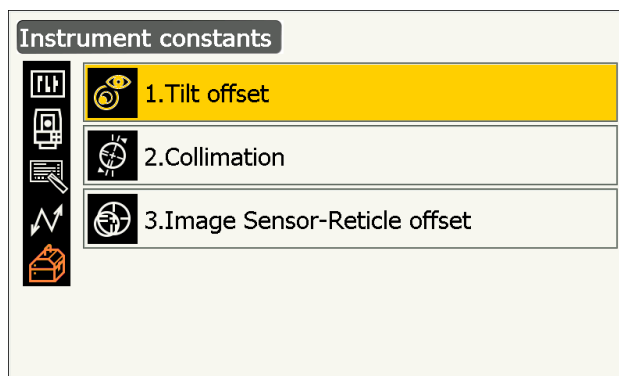 Instrument constants
1.Tilt offset
2.Collimation
3.Image Sensor-Reticle offset